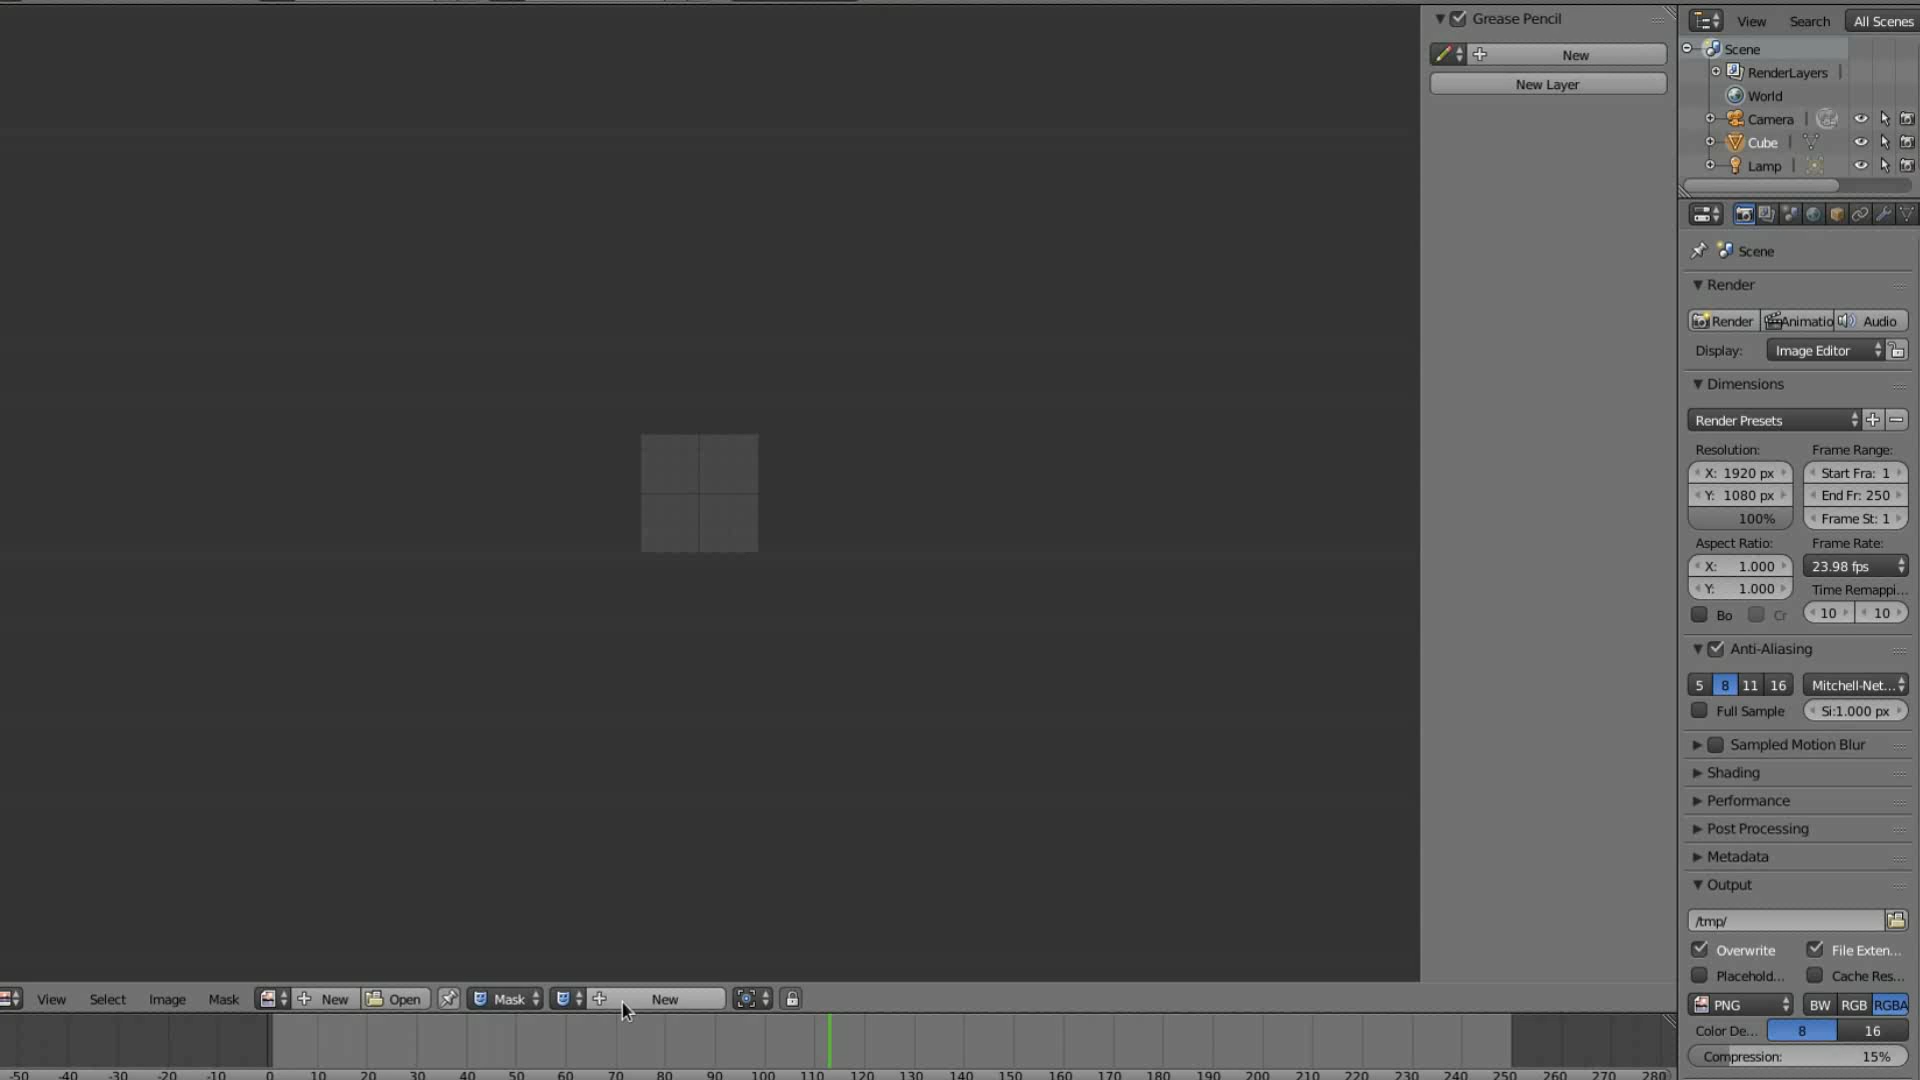 Grease Pencil
New
New Layer
View Search All Scenes
Scene
RenderLayers
World
Camera
Cube
Lamp
Scene
Render
Render Animatio Audio
Display: Image Editor
Dimensions
Render Presets
Resolution: Frame Range:
X: 1920 px Start Fra: 1
Y: 1080 px End Fr: 250
100% Frame St: 1
Aspect Ratio: Frame Rate:
X: 1.000 23.98 fps
Y: 1.000 Time Remappi...
Bo Cr 10 10
Anti-Aliasing
5 8 11 16 Mitchell-Net...
Full Sample Si:1.000 px
Sampled Motion Blur
Shading
Performance
Post Processing
Metadata
Output
/tmp/
Overwrite File Exten...
Placehold... Cache Res...
PNG BW RGB RGBA
Color De... 8 16
Compression: 15%
View Select Image Mask New Open Mask New
-50 -40 -30 -20 -10 0 10 20 30 40 50 60 70 80 90 100 110 120 130 140 150 160 170 180 190 200 210 220 230 240 250 260 270 280